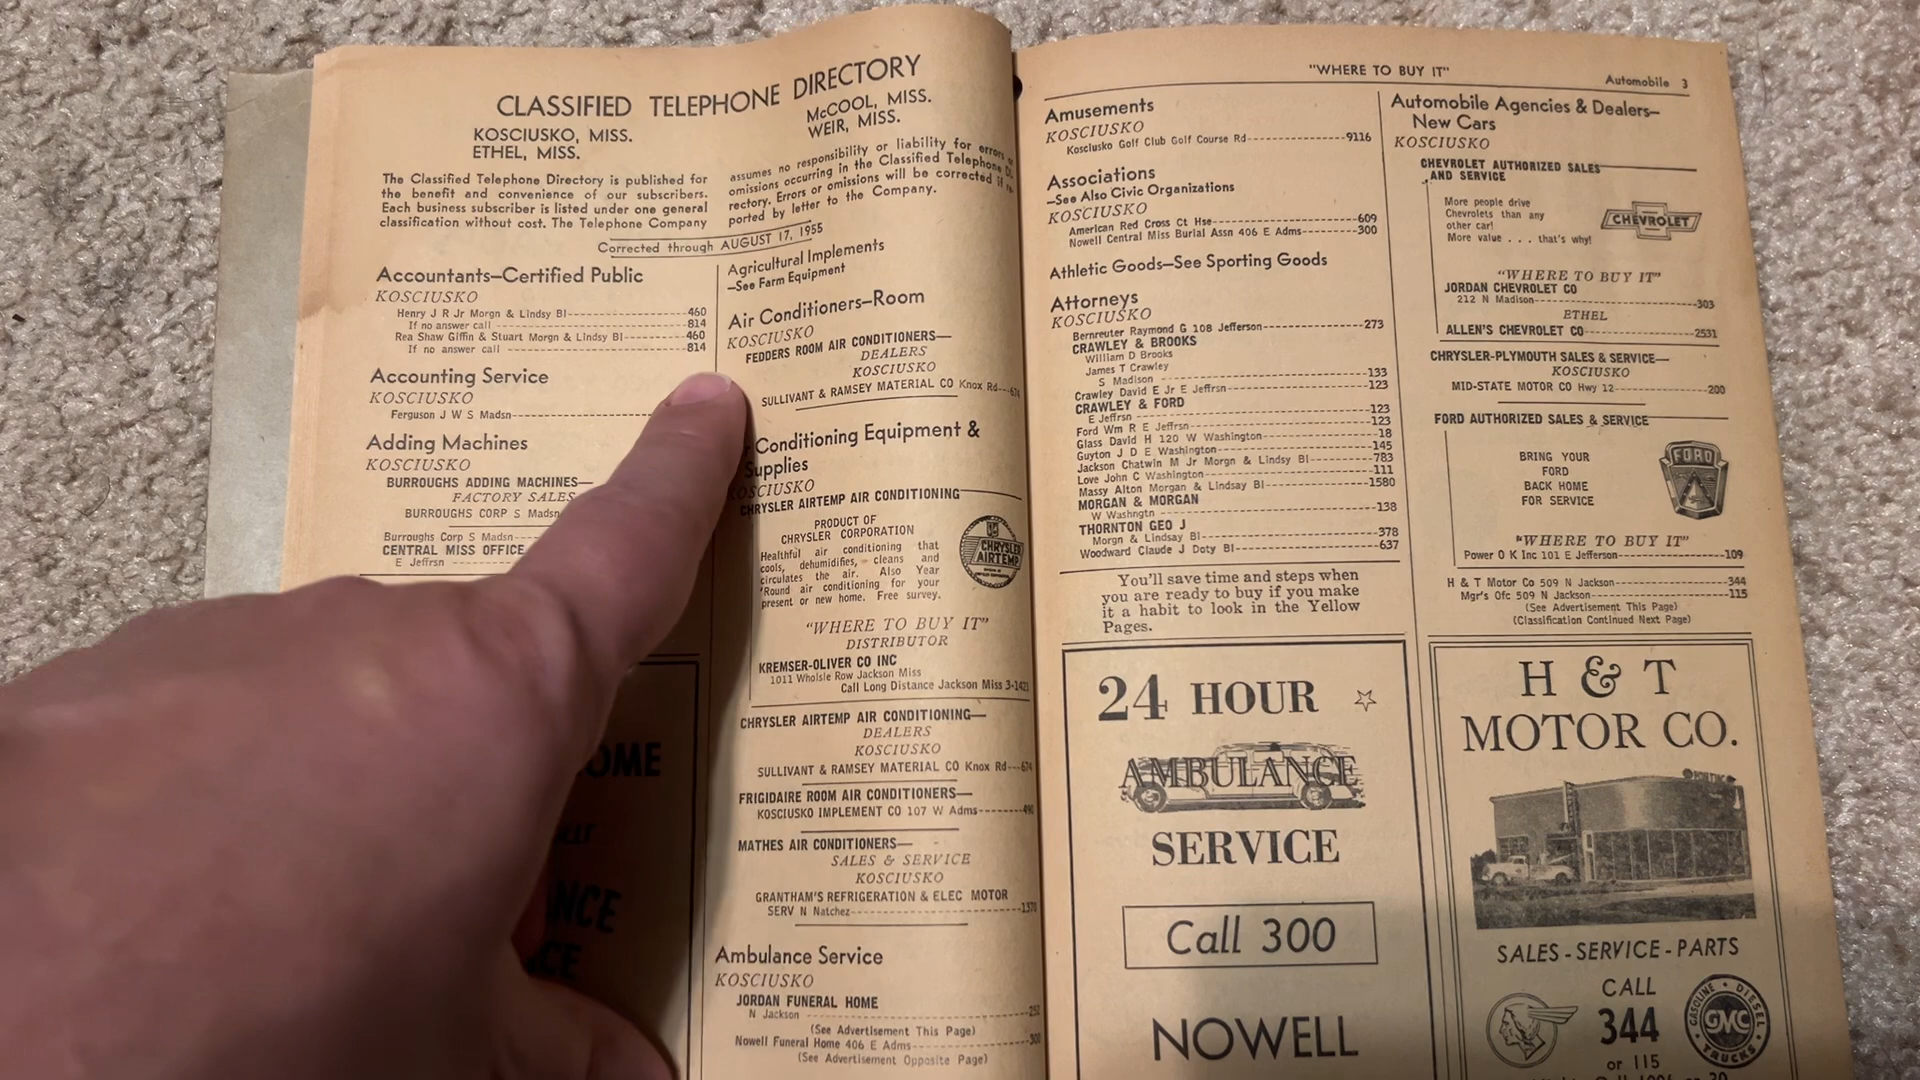 CLASSIFIED TELEPHONE DIRECTORY
KOSCIUSKO, MISS.
ETHEL, MISS.
McCOOL, MISS.
WEIR, MISS.
The Classified Telephone Directory is published for
the benefit and convenience of our subscribers.
Each business subscriber is listed under one general
classification without cost. The Telephone Company
assumes no responsibility or liability for errors or
omissions occurring in the Classified Telephone Di-
rectory. Errors or omissions will be corrected if re-
ported by letter to the Company.
Corrected through AUGUST 17, 1955
Accountants—Certified Public
KOSCIUSKO
Henry J R Jr Morgn & Lindsy Bl 460
If no answer call 814
Rea Shaw Giffin & Stuart Morgn & Lindsy Bl 460
If no answer call 814
Accounting Service
KOSCIUSKO
Ferguson J W S Madsn
Adding Machines
KOSCIUSKO
BURROUGHS ADDING MACHINES—
FACTORY SALES
BURROUGHS CORP S Madsn
Burroughs Corp S Madsn
CENTRAL MISS OFFICE
E Jeffrsn
Agricultural Implements
—See Farm Equipment
Air Conditioners—Room
KOSCIUSKO
FEDDERS ROOM AIR CONDITIONERS—
DEALERS
KOSCIUSKO
SULLIVANT & RAMSEY MATERIAL CO Knox Rd 674
Conditioning Equipment &
Supplies
KOSCIUSKO
CHRYSLER AIRTEMP AIR CONDITIONING
PRODUCT OF
CHRYSLER CORPORATION
Healthful air conditioning that
cools, dehumidifies, cleans and
circulates the air. Also Year
'Round air conditioning for your
present or new home. Free survey.
CHRYSLER
AIRTEMP
"WHERE TO BUY IT"
DISTRIBUTOR
KREMSER-OLIVER CO INC
1011 Wholsle Row Jackson Miss
Call Long Distance Jackson Miss 3-1421
CHRYSLER AIRTEMP AIR CONDITIONING—
DEALERS
KOSCIUSKO
SULLIVANT & RAMSEY MATERIAL CO Knox Rd 674
FRIGIDAIRE ROOM AIR CONDITIONERS—
KOSCIUSKO IMPLEMENT CO 107 W Adms 490
MATHES AIR CONDITIONERS—
SALES & SERVICE
KOSCIUSKO
GRANTHAM'S REFRIGERATION & ELEC MOTOR
SERV N Natchez 1370
Ambulance Service
KOSCIUSKO
JORDAN FUNERAL HOME
N Jackson 252
(See Advertisement This Page)
Nowell Funeral Home 406 E Adms 300
(See Advertisement Opposite Page)
"WHERE TO BUY IT"
Automobile 3
Amusements
KOSCIUSKO
Kosciusko Golf Club Golf Course Rd 9116
Associations
—See Also Civic Organizations
KOSCIUSKO
American Red Cross Ct Hse 609
Nowell Central Miss Burial Assn 406 E Adms 300
Athletic Goods—See Sporting Goods
Attorneys
KOSCIUSKO
Bernreuter Raymond G 108 Jefferson 273
CRAWLEY & BROOKS
William D Brooks
James T Crawley
S Madison 133
Crawley David E Jr E Jeffrsn 123
CRAWLEY & FORD
E Jeffrsn 123
Ford Wm R E Jeffrsn 123
Glass David H 120 W Washington 18
Guyton J D E Washington 145
Jackson Chatwin M Jr Morgn & Lindsy Bl 783
Love John C Washington 111
Massy Alton Morgan & Lindsay Bl 1580
MORGAN & MORGAN
W Washngtn 138
THORNTON GEO J
Morgn & Lindsay Bl 378
Woodward Claude J Doty Bl 637
You'll save time and steps when
you are ready to buy if you make
it a habit to look in the Yellow
Pages.
24 HOUR
AMBULANCE
SERVICE
Call 300
NOWELL
Automobile Agencies & Dealers—
New Cars
KOSCIUSKO
CHEVROLET AUTHORIZED SALES
AND SERVICE
More people drive
Chevrolets than any
other car!
More value . . . that's why!
CHEVROLET
"WHERE TO BUY IT"
JORDAN CHEVROLET CO
212 N Madison 303
ETHEL
ALLEN'S CHEVROLET CO 2531
CHRYSLER-PLYMOUTH SALES & SERVICE—
KOSCIUSKO
MID-STATE MOTOR CO Hwy 12 200
FORD AUTHORIZED SALES & SERVICE
BRING YOUR
FORD
BACK HOME
FOR SERVICE
FORD
"WHERE TO BUY IT"
Power O K Inc 101 E Jefferson 109
H & T Motor Co 509 N Jackson 344
Mgr's Ofc 509 N Jackson 115
(See Advertisement This Page)
(Classification Continued Next Page)
H & T
MOTOR CO.
PONTIAC
SALES - SERVICE - PARTS
CALL
344
or 115
GASOLINE • DIESEL
GMC
TRUCKS